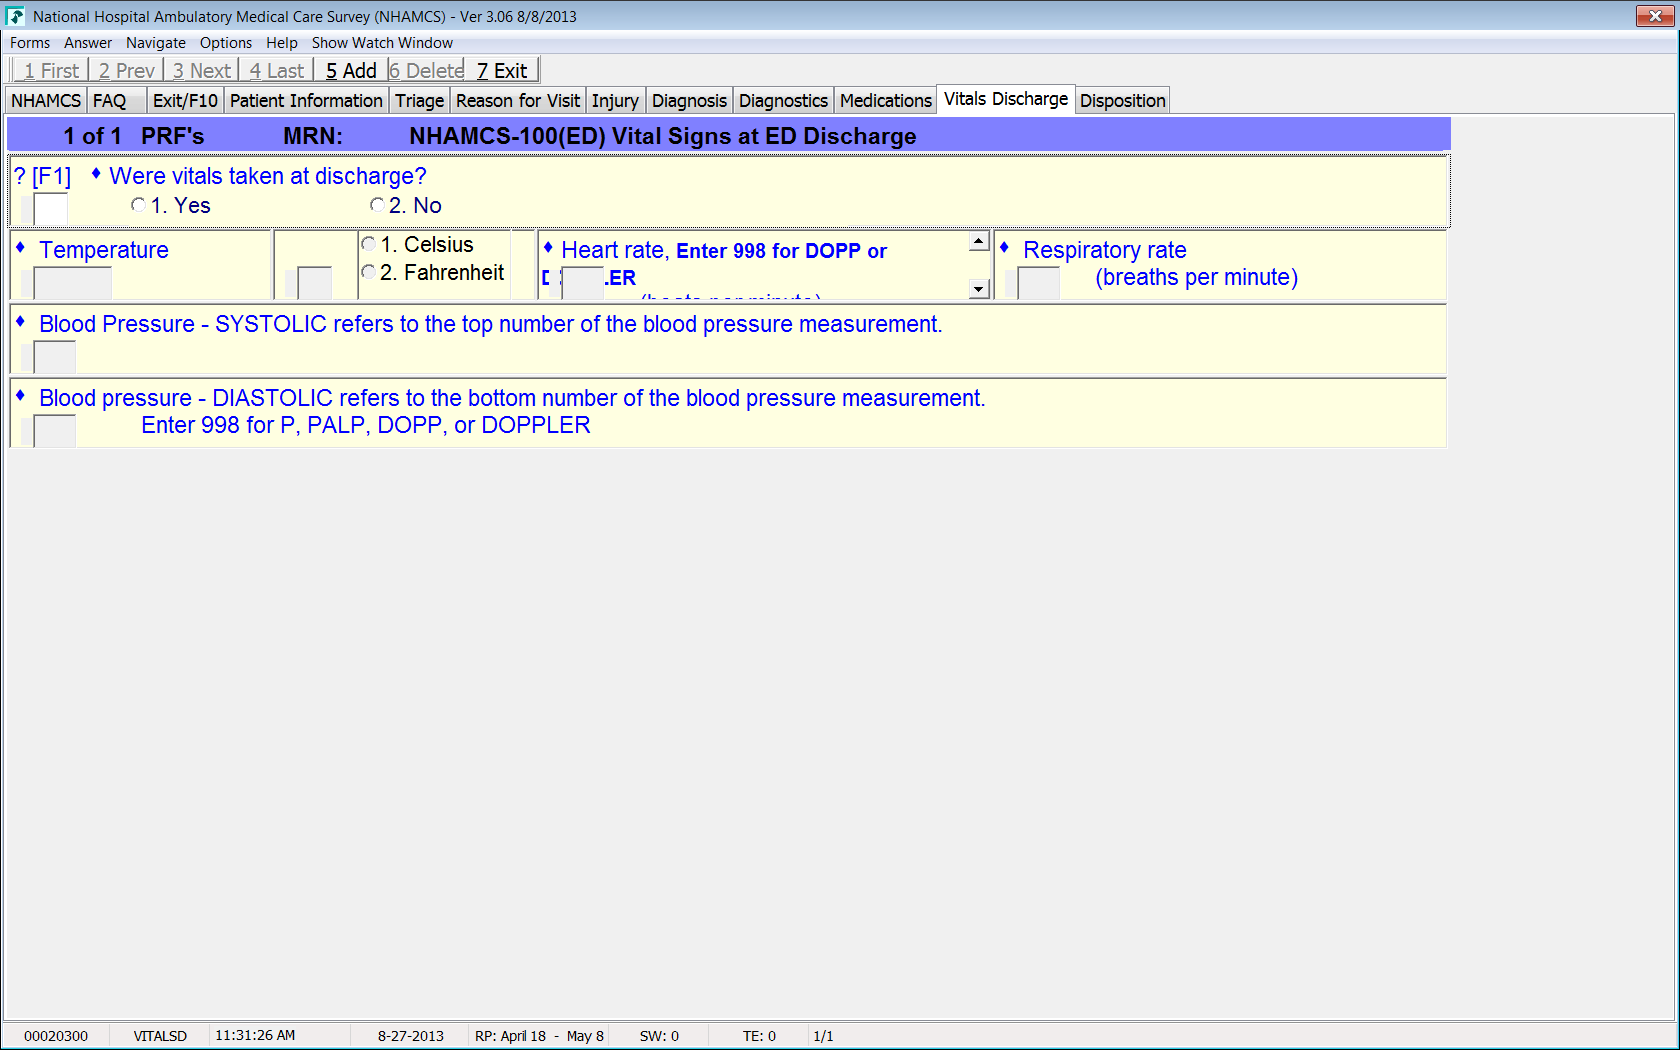 National Hospital Ambulatory Medical Care Survey (NHAMCS) - Ver 3.06 8/8/2013
Forms Answer Navigate Options Help Show Watch Window
1 First 2 Prev 3 Next 4 Last 5 Add 6 Delete 7 Exit
NHAMCS FAQ Exit/F10 Patient Information Triage Reason for Visit Injury Diagnosis Diagnostics Medications Vitals Discharge Disposition
1 of 1 PRF's MRN: NHAMCS-100(ED) Vital Signs at ED Discharge
? [F1] ♦ Were vitals taken at discharge?
1. Yes 2. No
♦ Temperature
1. Celsius
2. Fahrenheit
♦ Heart rate, Enter 998 for DOPP or
LER
(beats per minute)
♦ Respiratory rate
(breaths per minute)
♦ Blood Pressure - SYSTOLIC refers to the top number of the blood pressure measurement.
♦ Blood pressure - DIASTOLIC refers to the bottom number of the blood pressure measurement.
Enter 998 for P, PALP, DOPP, or DOPPLER
00020300 VITALSD 11:31:26 AM 8-27-2013 RP: April 18 - May 8 SW: 0 TE: 0 1/1